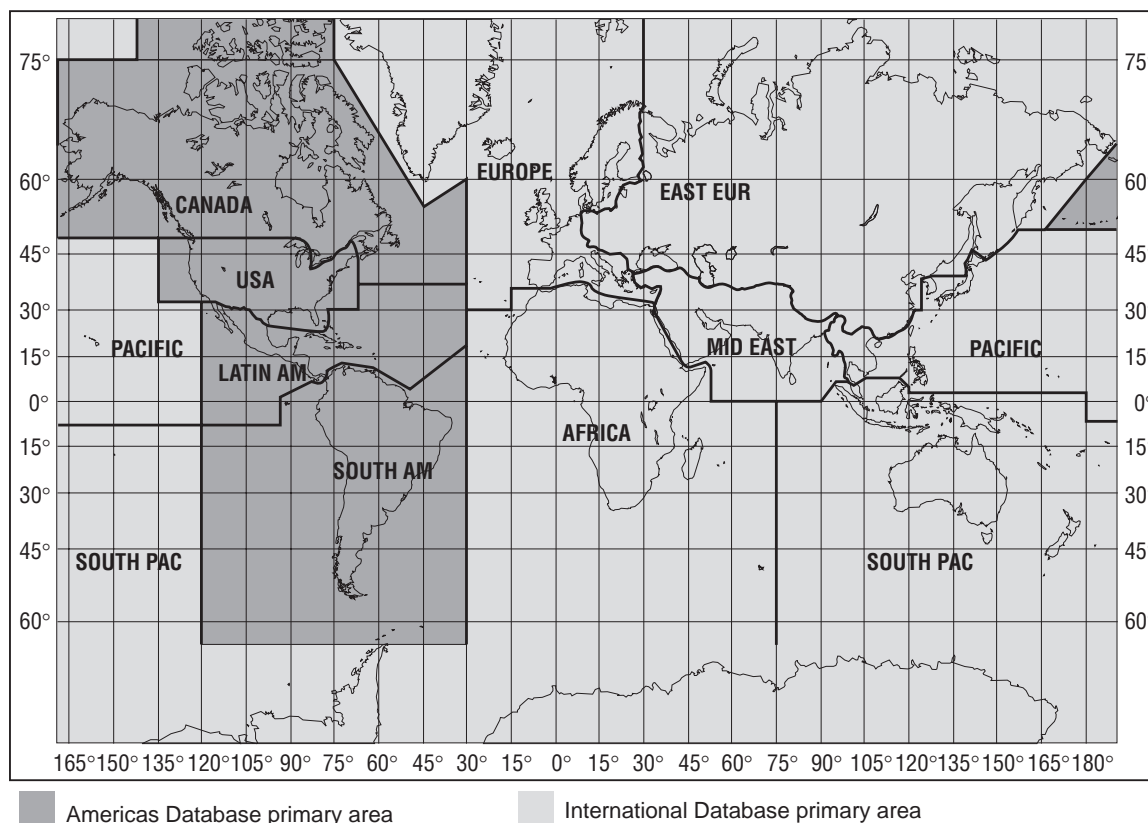 75° 75
60° EUROPE EAST EUR 60
CANADA
45° 45
USA
30° 30
PACIFIC MID EAST PACIFIC
15° 15
LATIN AM
0° 0°
AFRICA
15° 15
SOUTH AM
30° 30
45° 45
SOUTH PAC SOUTH PAC
60° 60
165° 150° 135° 120° 105° 90° 75° 60° 45° 30° 15° 0° 15° 30° 45° 60° 75° 90° 105° 120° 135° 150° 165° 180°
Americas Database primary area International Database primary area